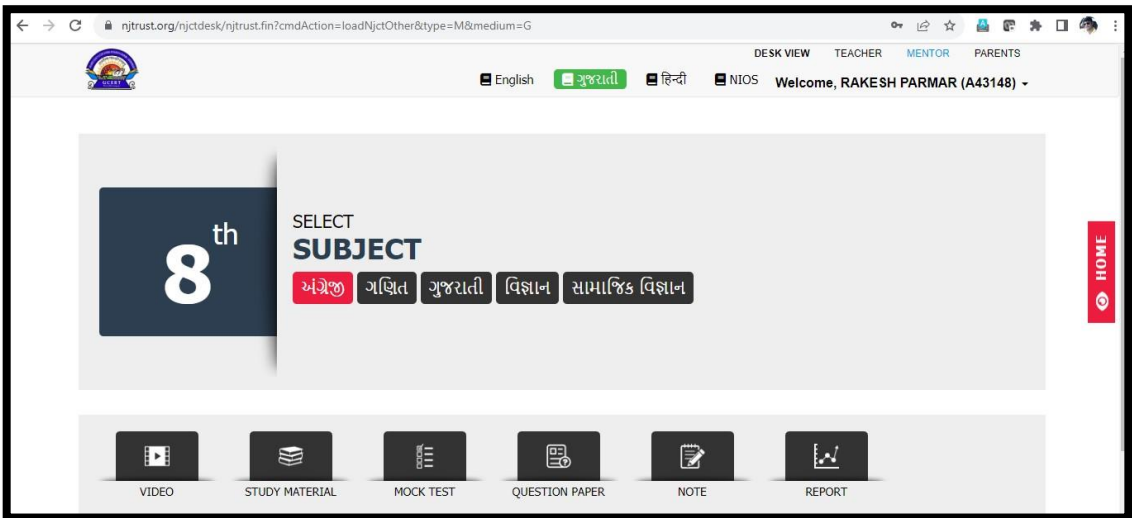 njtrust.org/njctdesk/njtrust.fin?cmdAction=loadNjctOther&type=M&medium=G
DESK VIEW TEACHER MENTOR PARENTS
English ગુજરાતી हिन्दी NIOS Welcome, RAKESH PARMAR (A43148)
8th
SELECT
SUBJECT
અંગ્રેજી ગણિત ગુજરાતી વિજ્ઞાન સામાજિક વિજ્ઞાન
HOME
VIDEO STUDY MATERIAL MOCK TEST QUESTION PAPER NOTE REPORT